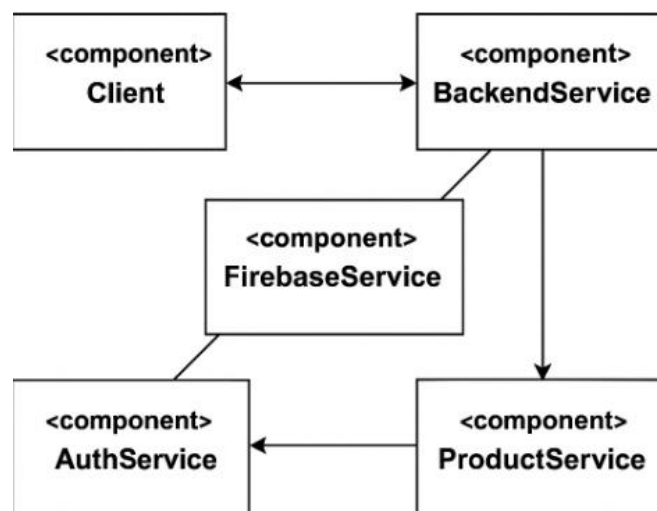 <component>
Client
<component>
BackendService
<component>
FirebaseService
<component>
AuthService
<component>
ProductService